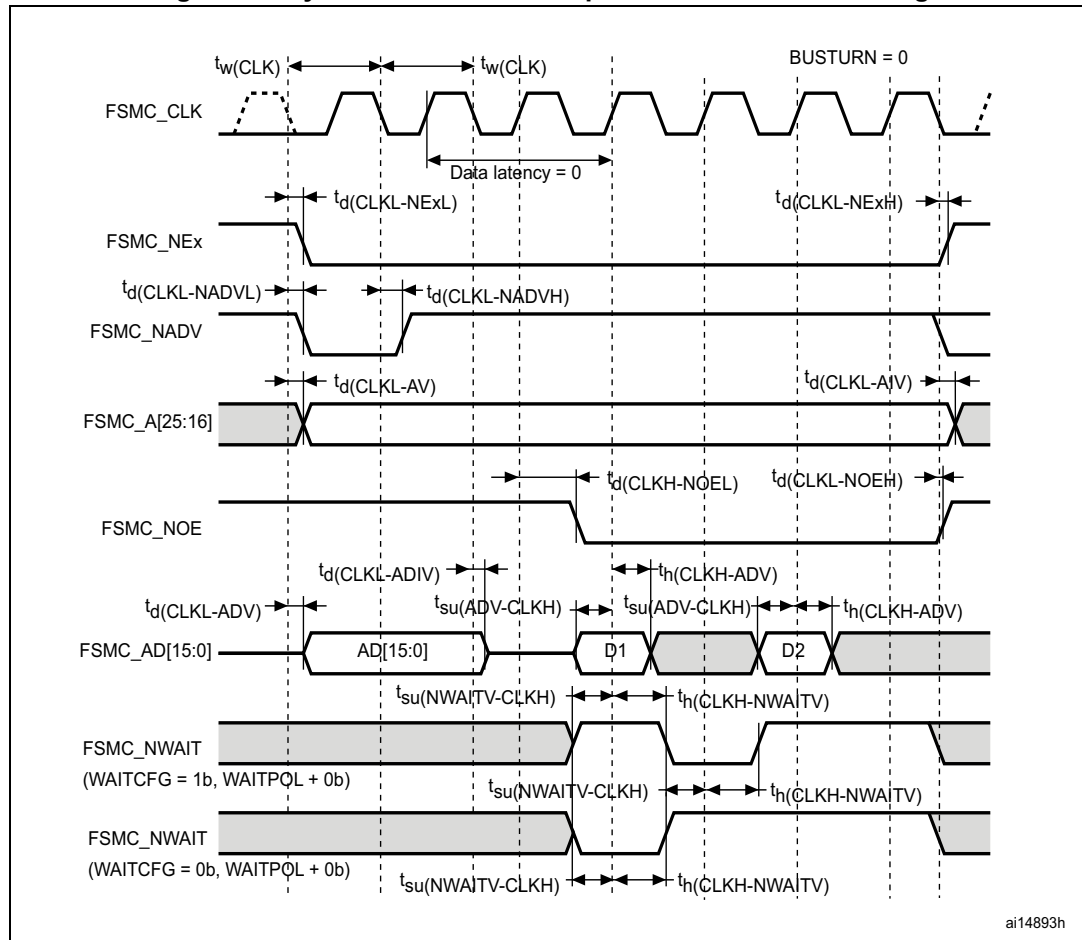 BUSTURN = 0
tw(CLK) tw(CLK)
FSMC_CLK
Data latency = 0
td(CLKL-NExL) td(CLKL-NExH)
FSMC_NEx
td(CLKL-NADVL) td(CLKL-NADVH)
FSMC_NADV
td(CLKL-AV) td(CLKL-AIV)
FSMC_A[25:16]
td(CLKH-NOEL) td(CLKL-NOEH)
FSMC_NOE
td(CLKL-ADIV) th(CLKH-ADV)
td(CLKL-ADV) tsu(ADV-CLKH) tsu(ADV-CLKH) th(CLKH-ADV)
FSMC_AD[15:0] AD[15:0] D1 D2
tsu(NWAITV-CLKH) th(CLKH-NWAITV)
FSMC_NWAIT
(WAITCFG = 1b, WAITPOL + 0b)
tsu(NWAITV-CLKH) th(CLKH-NWAITV)
FSMC_NWAIT
(WAITCFG = 0b, WAITPOL + 0b)
tsu(NWAITV-CLKH) th(CLKH-NWAITV)
ai14893h